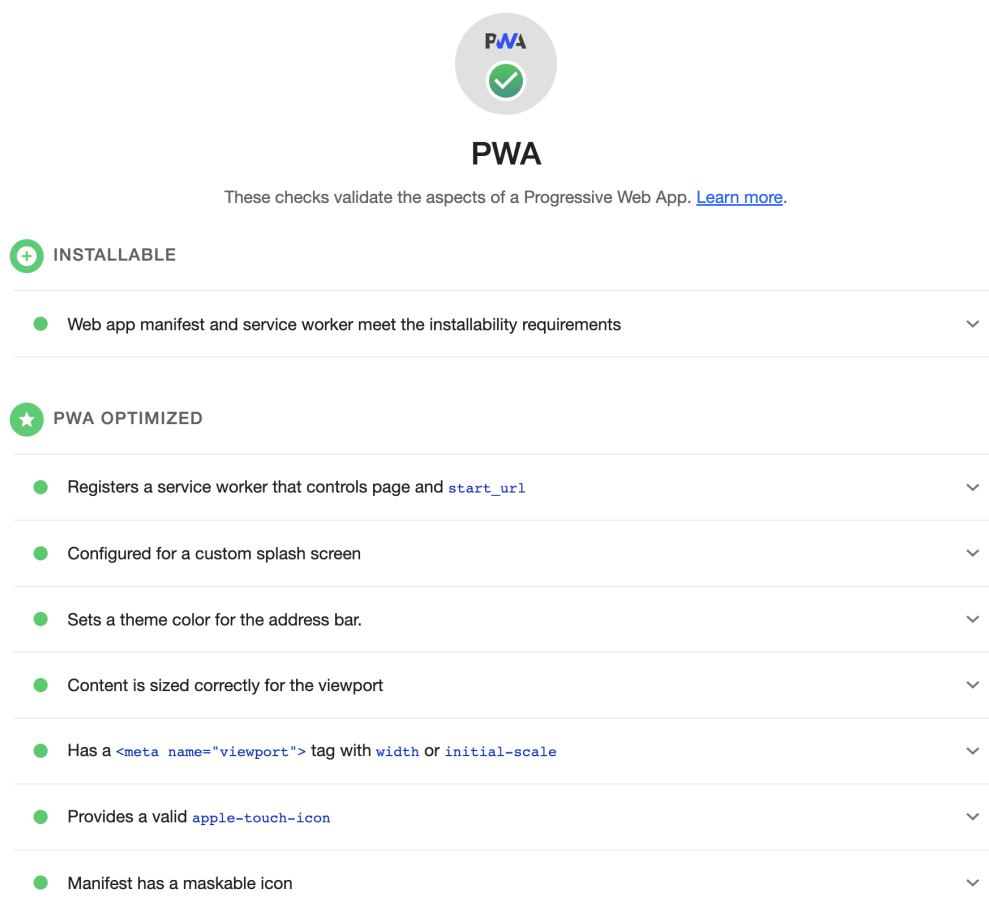 PWA
PWA
These checks validate the aspects of a Progressive Web App. Learn more.
INSTALLABLE
Web app manifest and service worker meet the installability requirements
PWA OPTIMIZED
Registers a service worker that controls page and start_url
Configured for a custom splash screen
Sets a theme color for the address bar.
Content is sized correctly for the viewport
Has a <meta name="viewport"> tag with width or initial-scale
Provides a valid apple-touch-icon
Manifest has a maskable icon